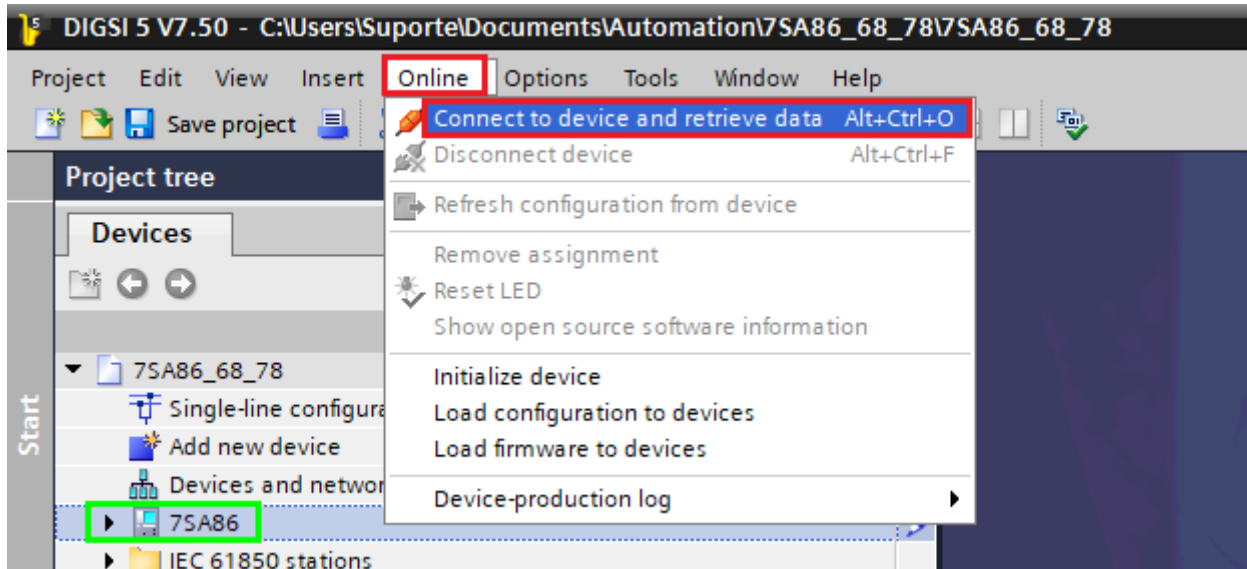 DIGSI 5 V7.50 - C:\Users\Suporte\Documents\Automation\7SA86_68_78\7SA86_68_78
Project Edit View Insert Online Options Tools Window Help
Save project
Connect to device and retrieve data Alt+Ctrl+O
Disconnect device Alt+Ctrl+F
Refresh configuration from device
Remove assignment
Reset LED
Show open source software information
Initialize device
Load configuration to devices
Load firmware to devices
Device-production log
Project tree
Devices
7SA86_68_78
Single-line configura
Add new device
Devices and networ
7SA86
IEC 61850 stations
Start